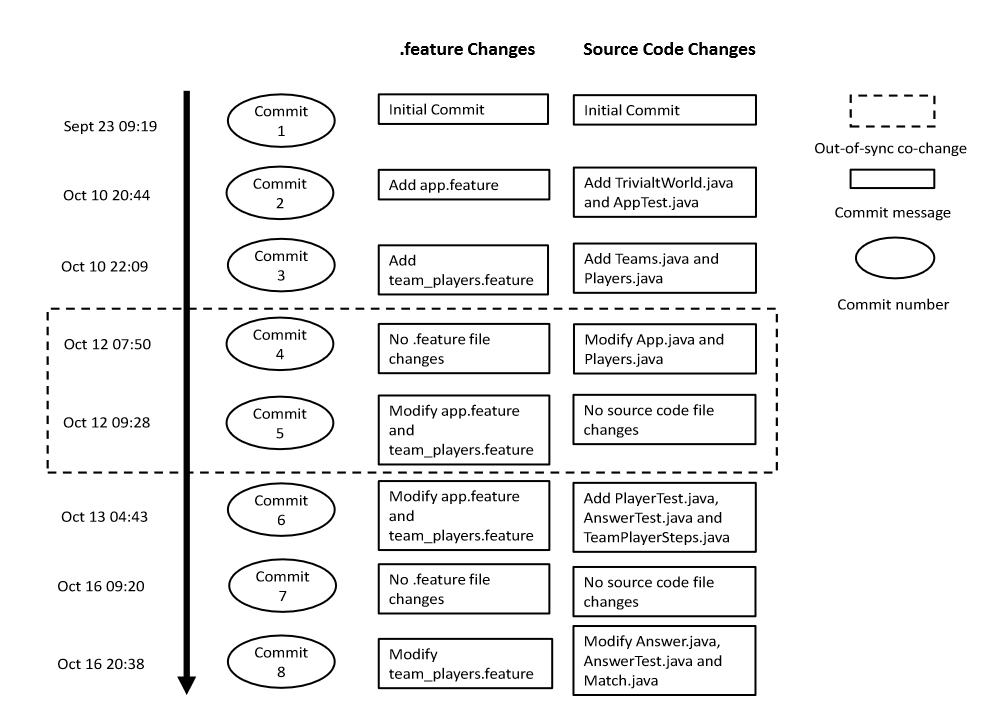 .feature Changes
Source Code Changes
Sept 23 09:19
Commit
1
Initial Commit
Initial Commit
Oct 10 20:44
Commit
2
Add app.feature
Add TrivialtWorld.java
and AppTest.java
Oct 10 22:09
Commit
3
Add
team_players.feature
Add Teams.java and
Players.java
Oct 12 07:50
Commit
4
No .feature file
changes
Modify App.java and
Players.java
Oct 12 09:28
Commit
5
Modify app.feature
and
team_players.feature
No source code file
changes
Oct 13 04:43
Commit
6
Modify app.feature
and
team_players.feature
Add PlayerTest.java,
AnswerTest.java and
TeamPlayerSteps.java
Oct 16 09:20
Commit
7
No .feature file
changes
No source code file
changes
Oct 16 20:38
Commit
8
Modify
team_players.feature
Modify Answer.java,
AnswerTest.java and
Match.java
Out-of-sync co-change
Commit message
Commit number